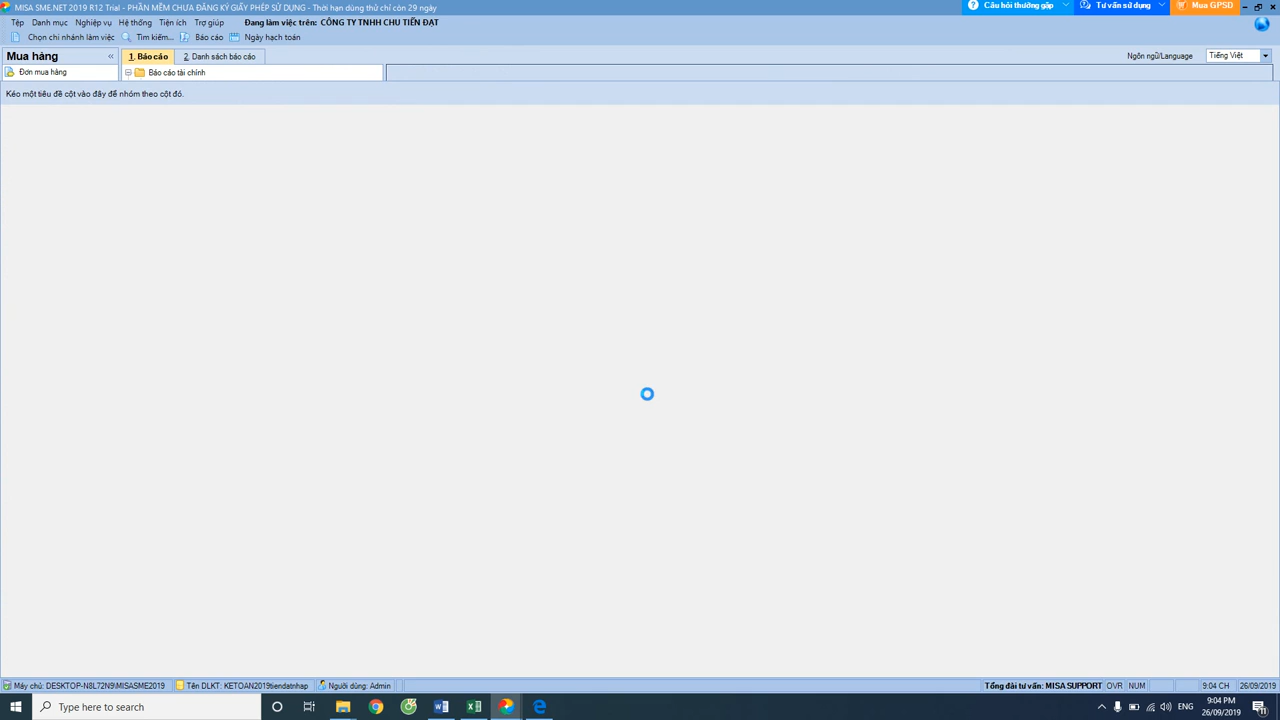 MISA SME.NET 2019 R12 Trial - PHẦN MỀM CHƯA ĐĂNG KÝ GIẤY PHÉP SỬ DỤNG - Thời hạn dùng thử chỉ còn 29 ngày
Câu hỏi thường gặp
Tư vấn sử dụng
Mua GPSD
Tệp Danh mục Nghiệp vụ Hệ thống Tiện ích Trợ giúp Đang làm việc trên: CÔNG TY TNHH CHU TIẾN ĐẠT
Chọn chi nhánh làm việc Tìm kiếm... Báo cáo Ngày hạch toán
Mua hàng «
1. Báo cáo 2. Danh sách báo cáo
Ngôn ngữ/Language Tiếng Việt
Đơn mua hàng
Báo cáo tài chính
Kéo một tiêu đề cột vào đây để nhóm theo cột đó.
Máy chủ: DESKTOP-N8L72N9\MISASME2019 Tên DLKT: KETOAN2019tiendatnhap Người dùng: Admin
Tổng đài tư vấn: MISA SUPPORT OVR NUM 9:04 CH 26/09/2019
Type here to search
ENG
9:04 PM
26/09/2019
11